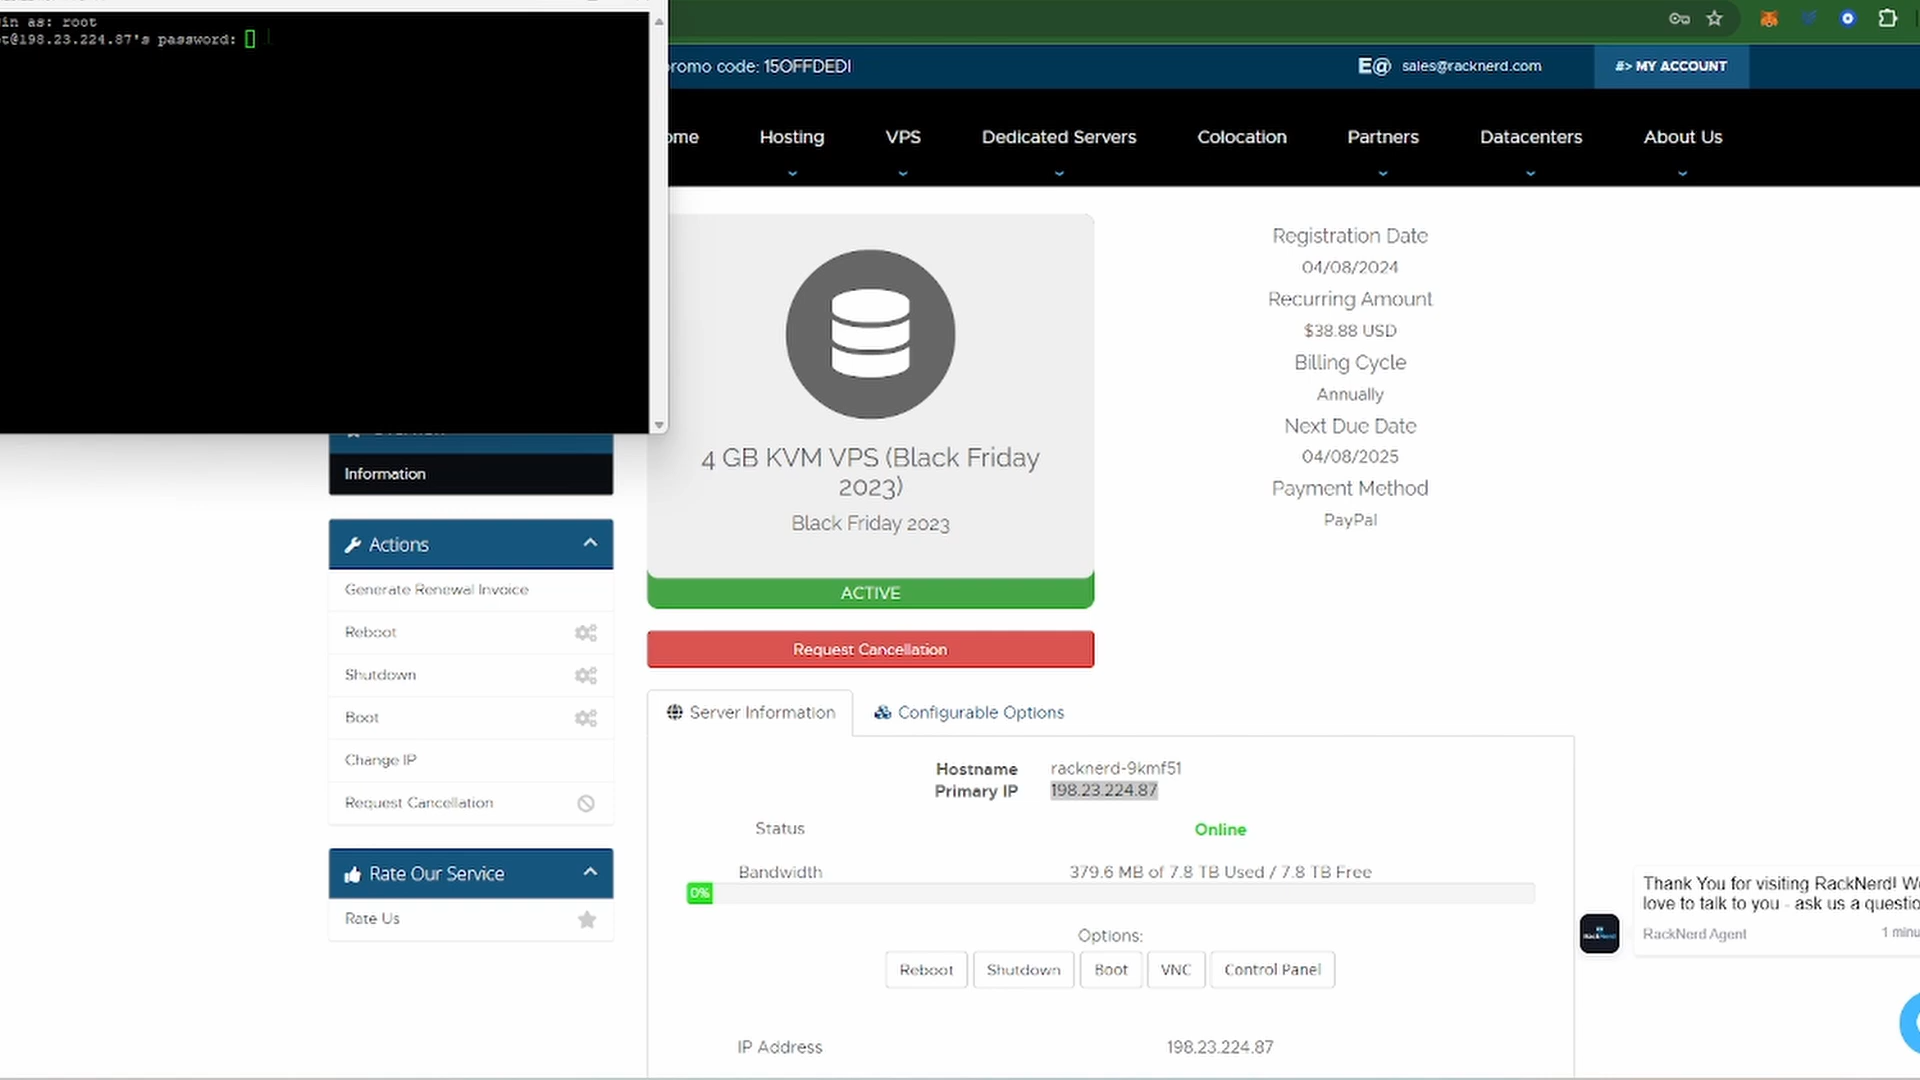 in as: root
t@198.23.224.87's password:
romo code: 15OFFDEDI
E@ sales@racknerd.com
#> MY ACCOUNT
ome
Hosting
VPS
Dedicated Servers
Colocation
Partners
Datacenters
About Us
Registration Date
04/08/2024
Recurring Amount
$38.88 USD
Billing Cycle
Annually
Next Due Date
04/08/2025
Payment Method
PayPal
4 GB KVM VPS (Black Friday
2023)
Black Friday 2023
ACTIVE
Request Cancellation
Information
Actions
Generate Renewal Invoice
Reboot
Shutdown
Boot
Change IP
Request Cancellation
Rate Our Service
Rate Us
Server Information
Configurable Options
Hostname racknerd-9kmf51
Primary IP 198.23.224.87
Status Online
Bandwidth 379.6 MB of 7.8 TB Used / 7.8 TB Free
0%
Options:
Reboot
Shutdown
Boot
VNC
Control Panel
IP Address 198.23.224.87
Thank You for visiting RackNerd! W
love to talk to you - ask us a questio
RackNerd Agent 1 minu